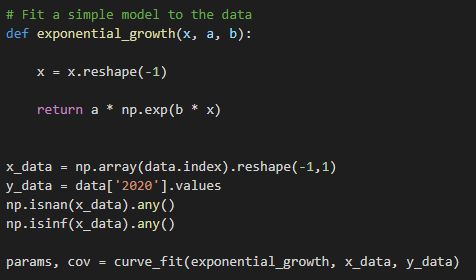 # Fit a simple model to the data
def exponential_growth(x, a, b):
x = x.reshape(-1)
return a * np.exp(b * x)
x_data = np.array(data.index).reshape(-1,1)
y_data = data['2020'].values
np.isnan(x_data).any()
np.isinf(x_data).any()
params, cov = curve_fit(exponential_growth, x_data, y_data)